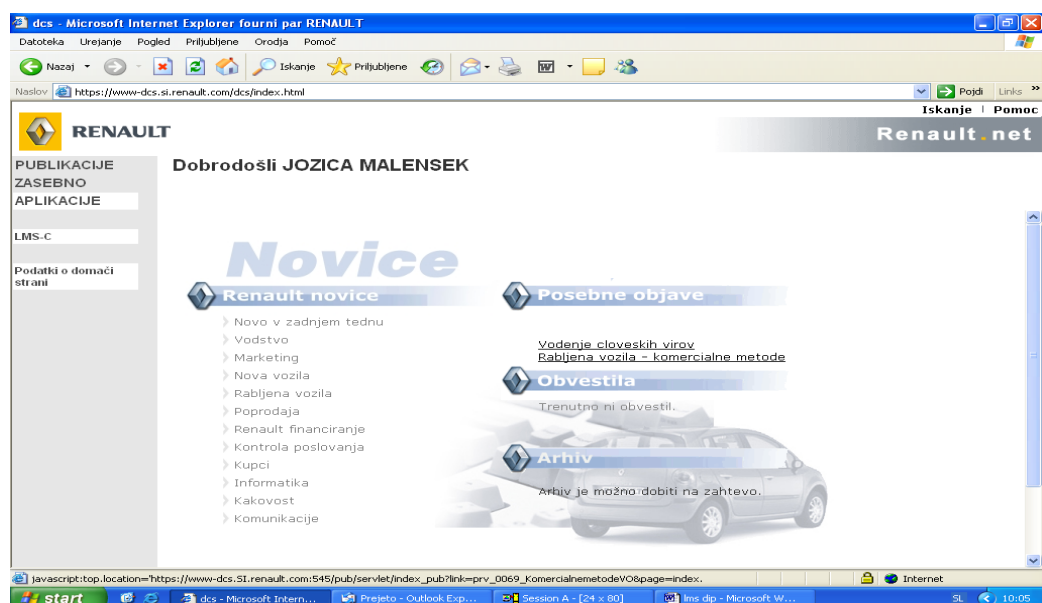 dcs - Microsoft Internet Explorer fourni par RENAULT
Datoteka Urejanje Pogled Priljubljene Orodja Pomoč
Nazaj Iskanje Priljubljene
Naslov https://www-dcs.si.renault.com/dcs/index.html Pojdi Links »
Iskanje | Pomoc
RENAULT
Renault.net
PUBLIKACIJE
ZASEBNO
APLIKACIJE
LMS-C
Podatki o domači
strani
Dobrodošli JOZICA MALENSEK
Novice
Renault novice
Novo v zadnjem tednu
Vodstvo
Marketing
Nova vozila
Rabljena vozila
Poprodaja
Renault financiranje
Kontrola poslovanja
Kupci
Informatika
Kakovost
Komunikacije
Posebne objave
Vodenje cloveskih virov
Rabljena vozila - komercialne metode
Obvestila
Trenutno ni obvestil.
Arhiv
Arhiv je možno dobiti na zahtevo.
javascript:top.location='https://www-dcs.SI.renault.com:545/pub/servlet/index_pub?link=prv_0069_KomercialnemetodeVO&page=index. Internet
start dcs - Microsoft Intern... Prejeto - Outlook Exp... Session A - [24 x 80] lms dip - Microsoft W... SL 10:05